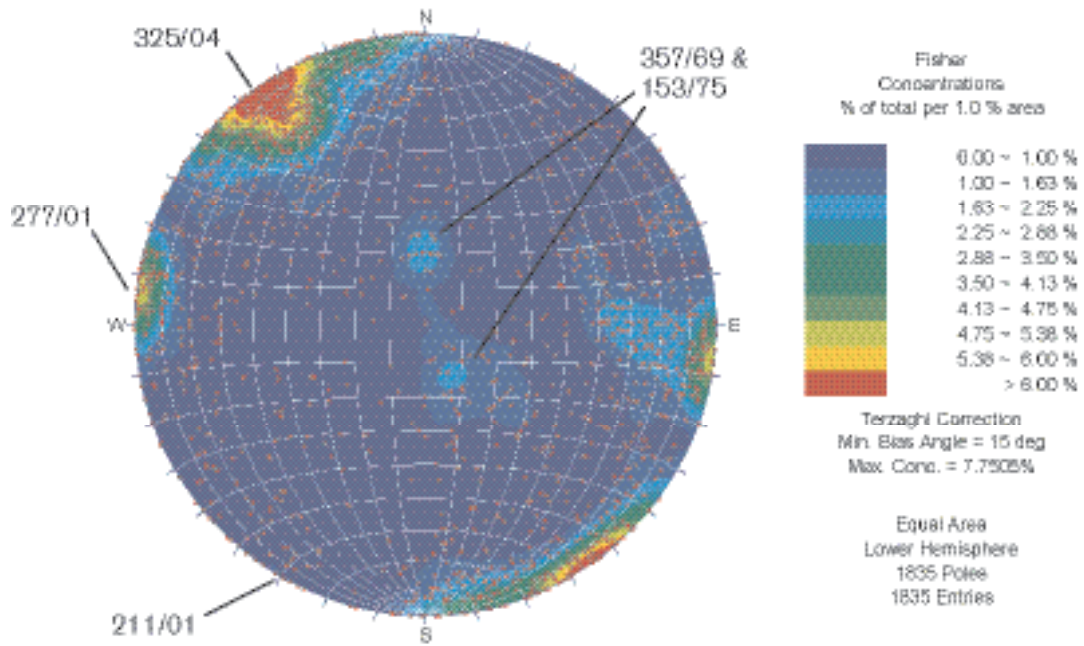 N
325/04
357/69 &
153/75
277/01
W
E
211/01
S
Fisher
Concentrations
% of total per 1.0 % area
0.00 ~ 1.00 %
1.00 ~ 1.63 %
1.63 ~ 2.25 %
2.25 ~ 2.88 %
2.88 ~ 3.50 %
3.50 ~ 4.13 %
4.13 ~ 4.75 %
4.75 ~ 5.38 %
5.38 ~ 6.00 %
> 6.00 %
Terzaghi Correction
Min. Bias Angle = 15 deg
Max. Conc. = 7.7505%
Equal Area
Lower Hemisphere
1835 Poles
1835 Entries